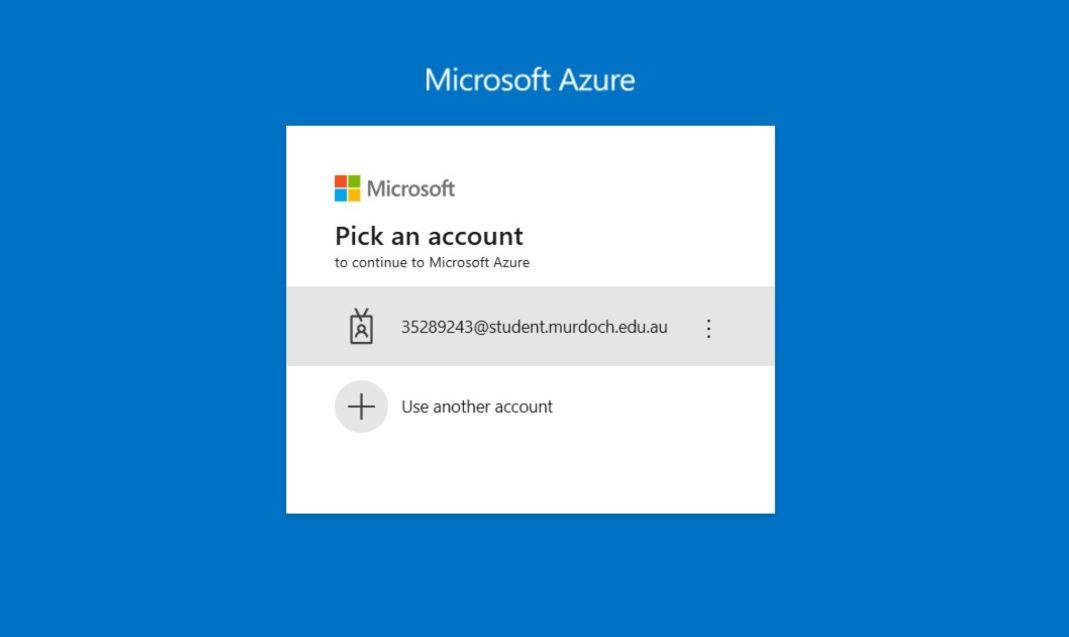 Microsoft Azure
Microsoft
Pick an account
to continue to Microsoft Azure
35289243@student.murdoch.edu.au
Use another account